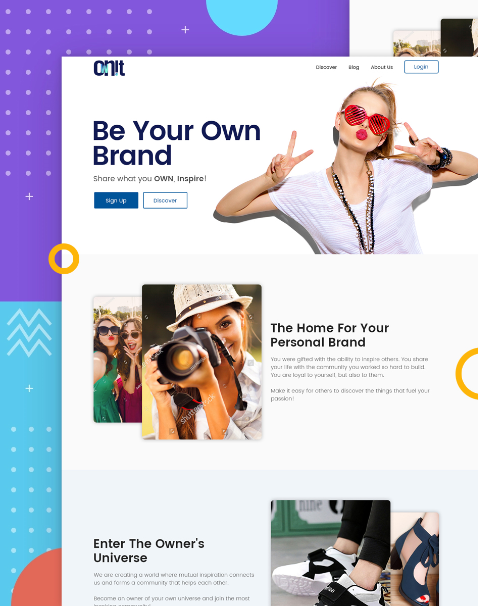 ONIt
Discover
Blog
About Us
Login
Be Your Own
Brand
Share what you OWN, Inspire!
Sign Up
Discover
The Home For Your
Personal Brand
You were gifted with the ability to inspire others. You share
your life with the community you worked so hard to build.
You are loyal to yourself, but also to them.
Make it easy for others to discover the things that fuel your
passion!
shutterstock
nine
Enter The Owner's
Universe
We are creating a world where mutual inspiration connects
us and forms a community that helps each other.
Become an owner of your own universe and join the most